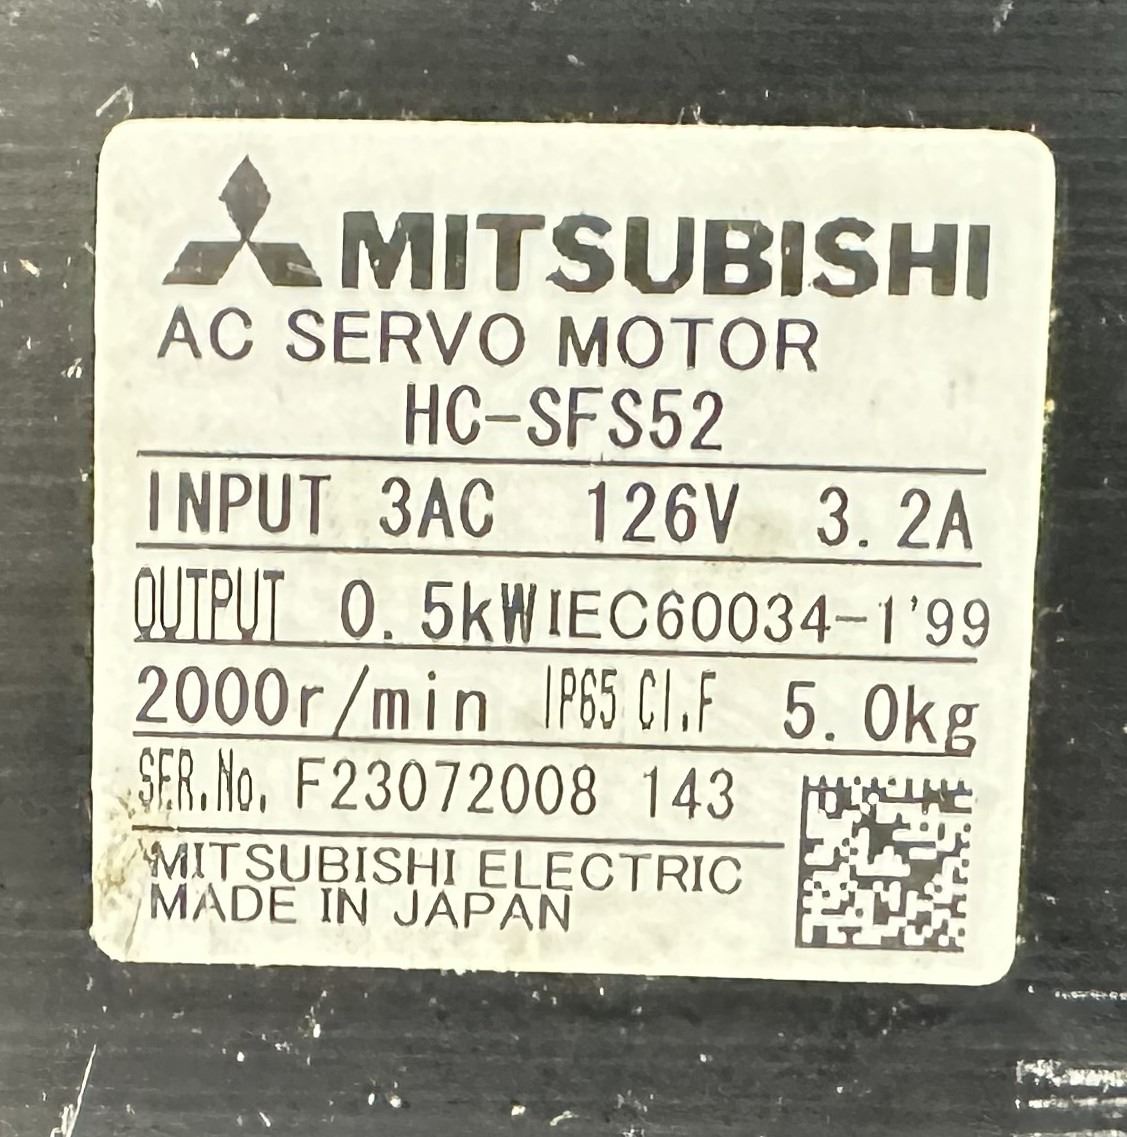 MITSUBISHI
AC SERVO MOTOR
HC-SFS52
INPUT 3AC 126V 3.2A
OUTPUT 0.5kW IEC60034-1'99
2000r/min IP65 CI.F 5.0kg
SER.No. F23072008 143
MITSUBISHI ELECTRIC
MADE IN JAPAN